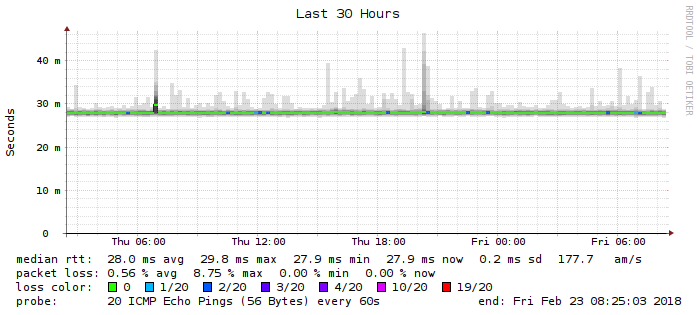 Last 30 Hours
RRDTOOL / TOBI OETIKER
Seconds
40 m
30 m
20 m
10 m
0
Thu 06:00 Thu 12:00 Thu 18:00 Fri 00:00 Fri 06:00
median rtt: 28.0 ms avg 29.8 ms max 27.9 ms min 27.9 ms now 0.2 ms sd 177.7 am/s
packet loss: 0.56 % avg 8.75 % max 0.00 % min 0.00 % now
loss color: 0 1/20 2/20 3/20 4/20 10/20 19/20
probe: 20 ICMP Echo Pings (56 Bytes) every 60s end: Fri Feb 23 08:25:03 2018